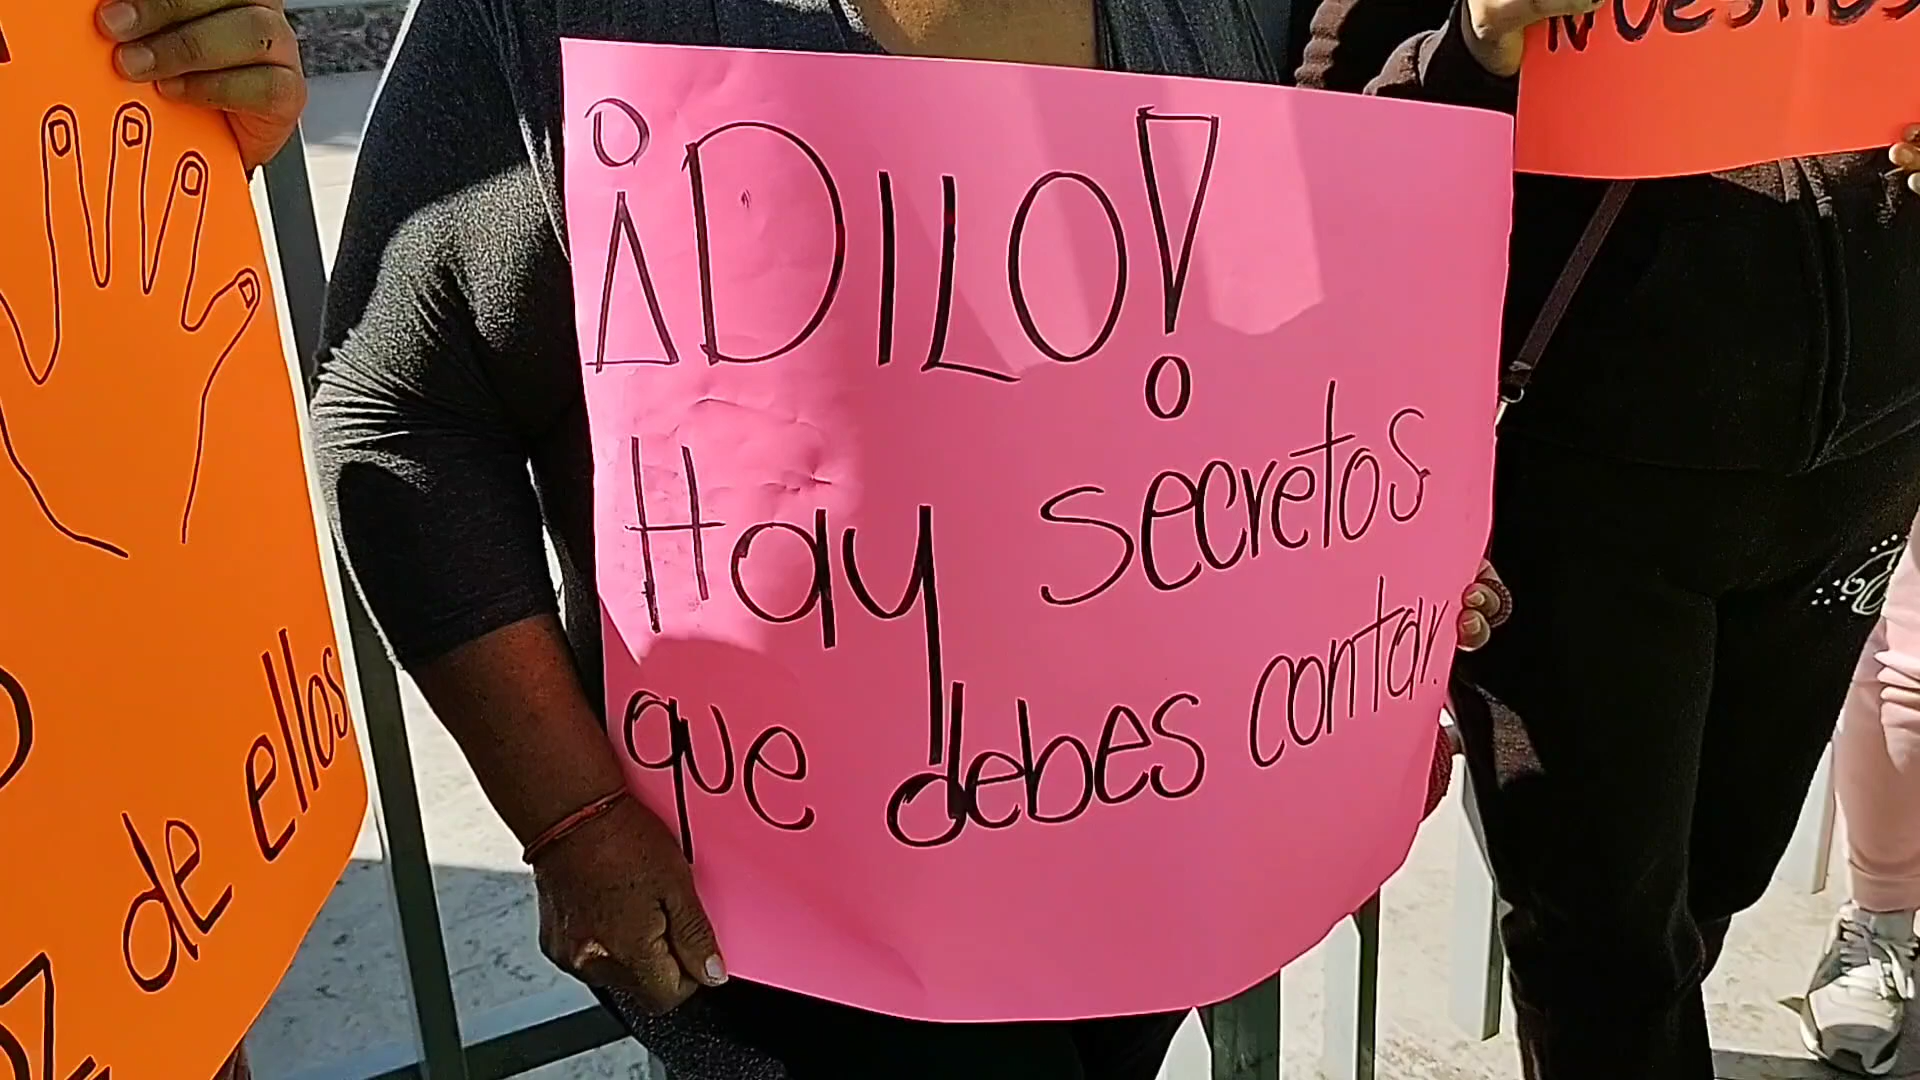 ¡DILO!
Hay secretos
que debes contar.
de ellos